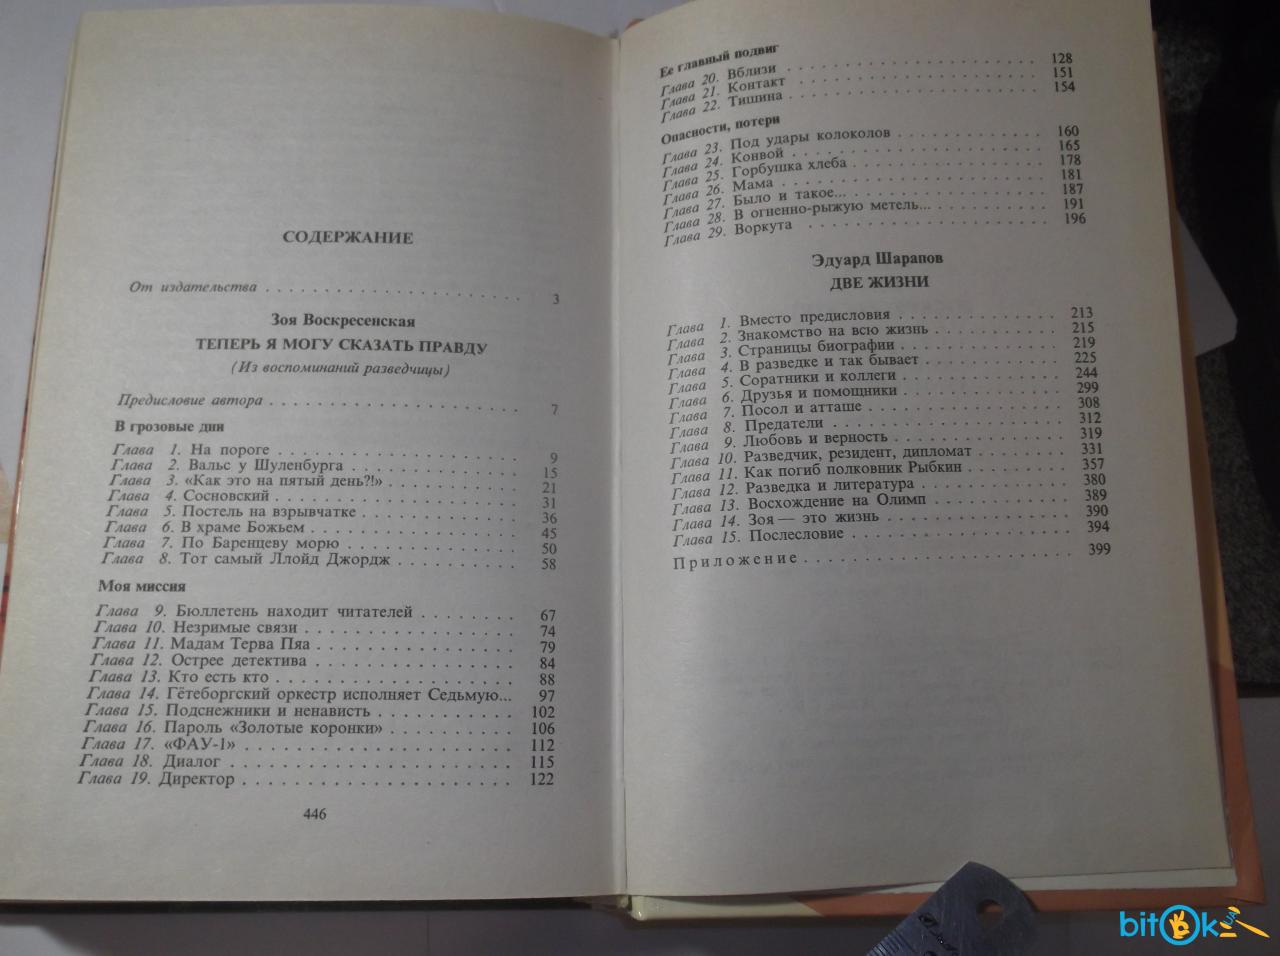 СОДЕРЖАНИЕ
От издательства . . . . . . . . . . . . . . . . . . . . 3
Зоя Воскресенская
ТЕПЕРЬ Я МОГУ СКАЗАТЬ ПРАВДУ
(Из воспоминаний разведчицы)
Предисловие автора . . . . . . . . . . . . . . . . . . . 7
В грозовые дни
Глава 1. На пороге . . . . . . . . . . . . . . . . . 9
Глава 2. Вальс у Шуленбурга . . . . . . . . . . . . 15
Глава 3. «Как это на пятый день?!» . . . . . . . . . 21
Глава 4. Сосновский . . . . . . . . . . . . . . . . . 31
Глава 5. Постель на взрывчатке . . . . . . . . . . . 36
Глава 6. В храме Божьем . . . . . . . . . . . . . . 45
Глава 7. По Баренцеву морю . . . . . . . . . . . . 50
Глава 8. Тот самый Ллойд Джордж . . . . . . . . 58
Моя миссия
Глава 9. Бюллетень находит читателей . . . . . . . 67
Глава 10. Незримые связи . . . . . . . . . . . . . . 74
Глава 11. Мадам Терва Пяа . . . . . . . . . . . . . 79
Глава 12. Острее детектива . . . . . . . . . . . . . 84
Глава 13. Кто есть кто . . . . . . . . . . . . . . . . 88
Глава 14. Гётеборгский оркестр исполняет Седьмую... 97
Глава 15. Подснежники и ненависть . . . . . . . . . 102
Глава 16. Пароль «Золотые коронки» . . . . . . . . 106
Глава 17. «ФАУ-1» . . . . . . . . . . . . . . . . . . 112
Глава 18. Диалог . . . . . . . . . . . . . . . . . . . 115
Глава 19. Директор . . . . . . . . . . . . . . . . . . 122
446
Ее главный подвиг
Глава 20. Вблизи . . . . . . . . . . . . . . . . . . 128
Глава 21. Контакт . . . . . . . . . . . . . . . . . . 151
Глава 22. Тишина . . . . . . . . . . . . . . . . . . 154
Опасности, потери
Глава 23. Под удары колоколов . . . . . . . . . . . 160
Глава 24. Конвой . . . . . . . . . . . . . . . . . . 165
Глава 25. Горбушка хлеба . . . . . . . . . . . . . . 178
Глава 26. Мама . . . . . . . . . . . . . . . . . . . 181
Глава 27. Было и такое... . . . . . . . . . . . . . . 187
Глава 28. В огненно-рыжую метель... . . . . . . . . 191
Глава 29. Воркута . . . . . . . . . . . . . . . . . . 196
Эдуард Шарапов
ДВЕ ЖИЗНИ
Глава 1. Вместо предисловия . . . . . . . . . . . . 213
Глава 2. Знакомство на всю жизнь . . . . . . . . . 215
Глава 3. Страницы биографии . . . . . . . . . . . 219
Глава 4. В разведке и так бывает . . . . . . . . . . 225
Глава 5. Соратники и коллеги . . . . . . . . . . . . 244
Глава 6. Друзья и помощники . . . . . . . . . . . . 299
Глава 7. Посол и атташе . . . . . . . . . . . . . . 308
Глава 8. Предатели . . . . . . . . . . . . . . . . . 312
Глава 9. Любовь и верность . . . . . . . . . . . . . 319
Глава 10. Разведчик, резидент, дипломат . . . . . . . 331
Глава 11. Как погиб полковник Рыбкин . . . . . . . . 357
Глава 12. Разведка и литература . . . . . . . . . . . 380
Глава 13. Восхождение на Олимп . . . . . . . . . . 389
Глава 14. Зоя — это жизнь . . . . . . . . . . . . . . 390
Глава 15. Послесловие . . . . . . . . . . . . . . . . 394
Приложение . . . . . . . . . . . . . . . . . . . . . 399
bitOk
UA